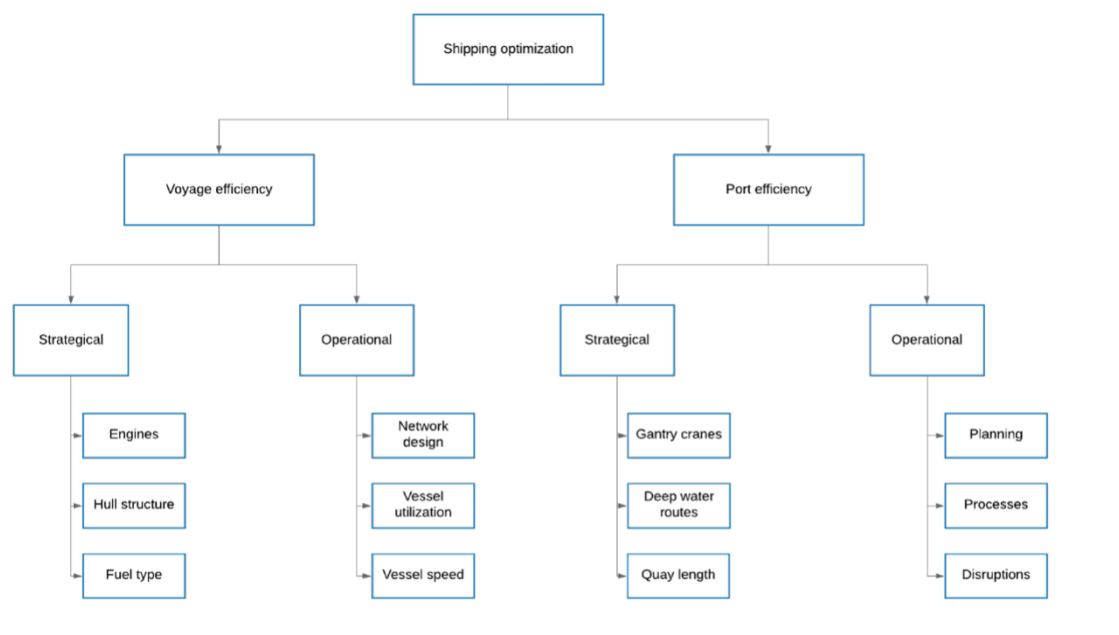 Shipping optimization
Voyage efficiency
Port efficiency
Strategical
Operational
Strategical
Operational
Engines
Network
design
Gantry cranes
Planning
Hull structure
Vessel
utilization
Deep water
routes
Processes
Fuel type
Vessel speed
Quay length
Disruptions